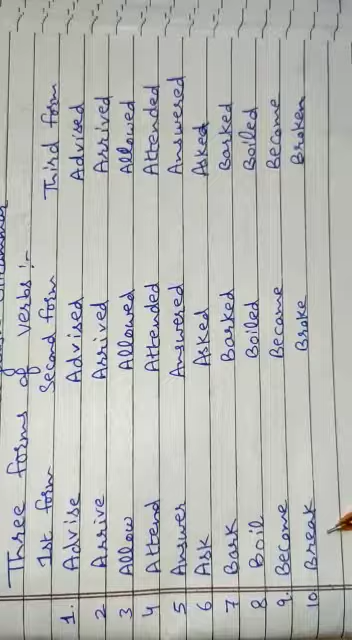 Three forms of verbs :-
1st form Second form Third form
1. Advise Advised Advised
2 Arrive Arrived Arrived
3 Allow Allowed Allowed
4 Attend Attended Attended
5 Answer Answered Answered
6 Ask Asked Asked
7 Bark Barked Barked
8 Boil Boiled Boiled
9. Become Became Become
10. Break Broke Broken